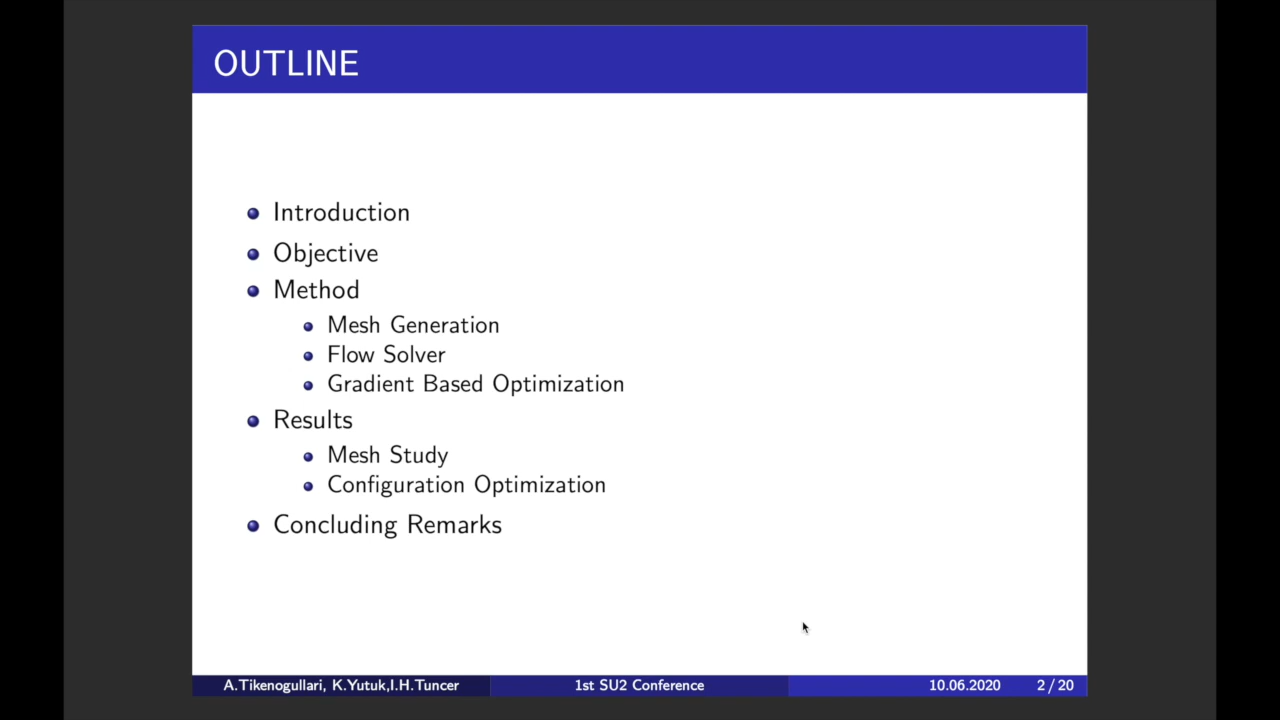 OUTLINE
Introduction
Objective
Method
Mesh Generation
Flow Solver
Gradient Based Optimization
Results
Mesh Study
Configuration Optimization
Concluding Remarks
A.Tikenogullari, K.Yutuk,I.H.Tuncer 1st SU2 Conference 10.06.2020 2 / 20